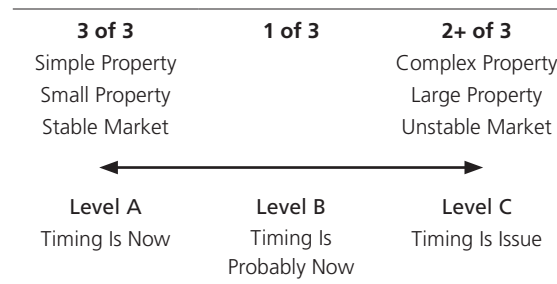 3 of 3 1 of 3 2+ of 3
Simple Property Complex Property
Small Property Large Property
Stable Market Unstable Market
Level A Level B Level C
Timing Is Now Timing Is Timing Is Issue
Probably Now